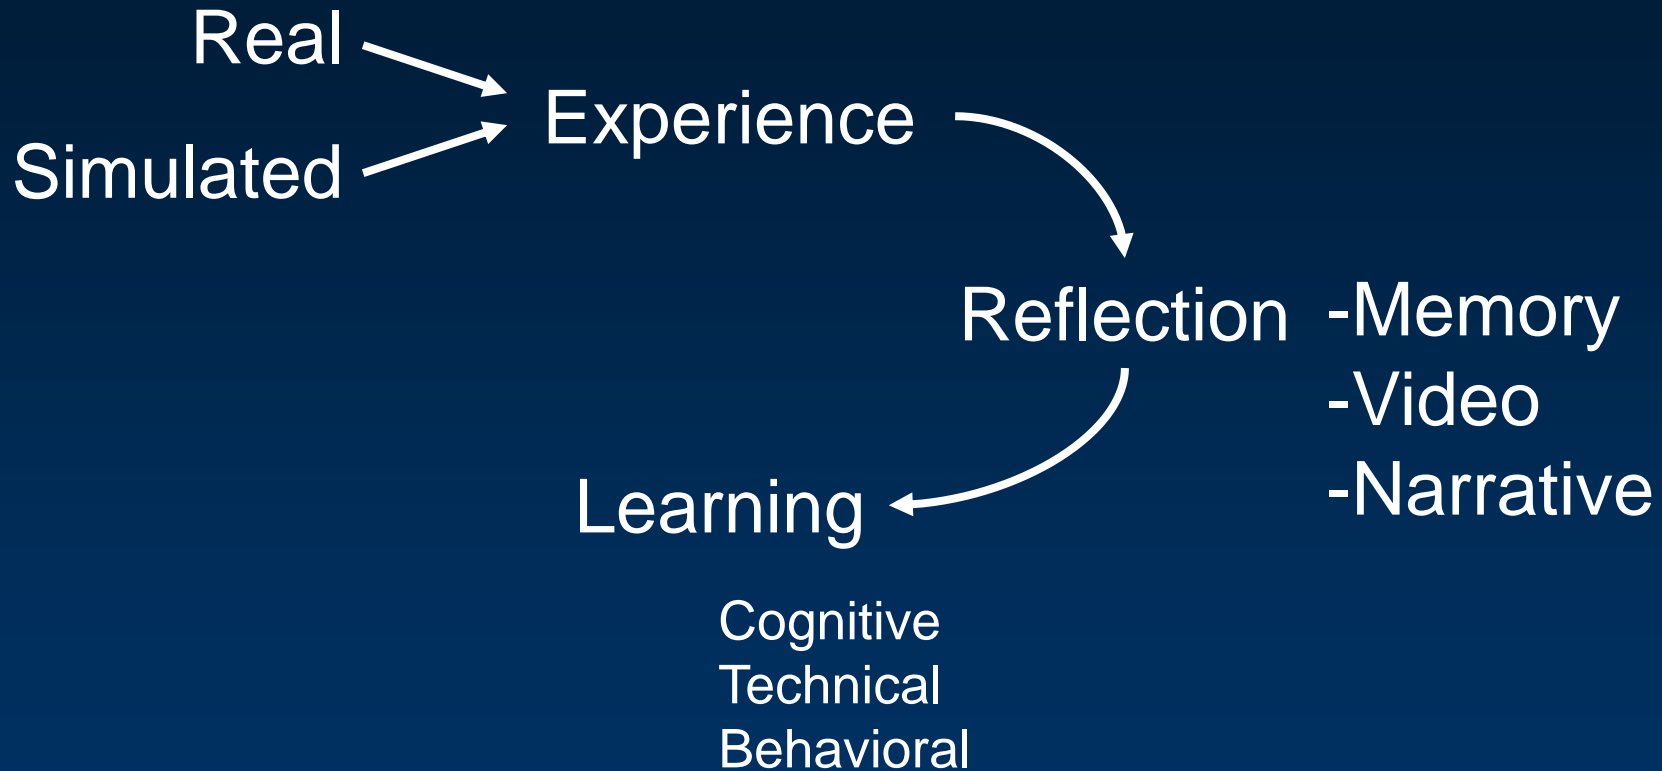 Real
Experience
Simulated
Reflection
-Memory
-Video
-Narrative
Learning
Cognitive
Technical
Behavioral